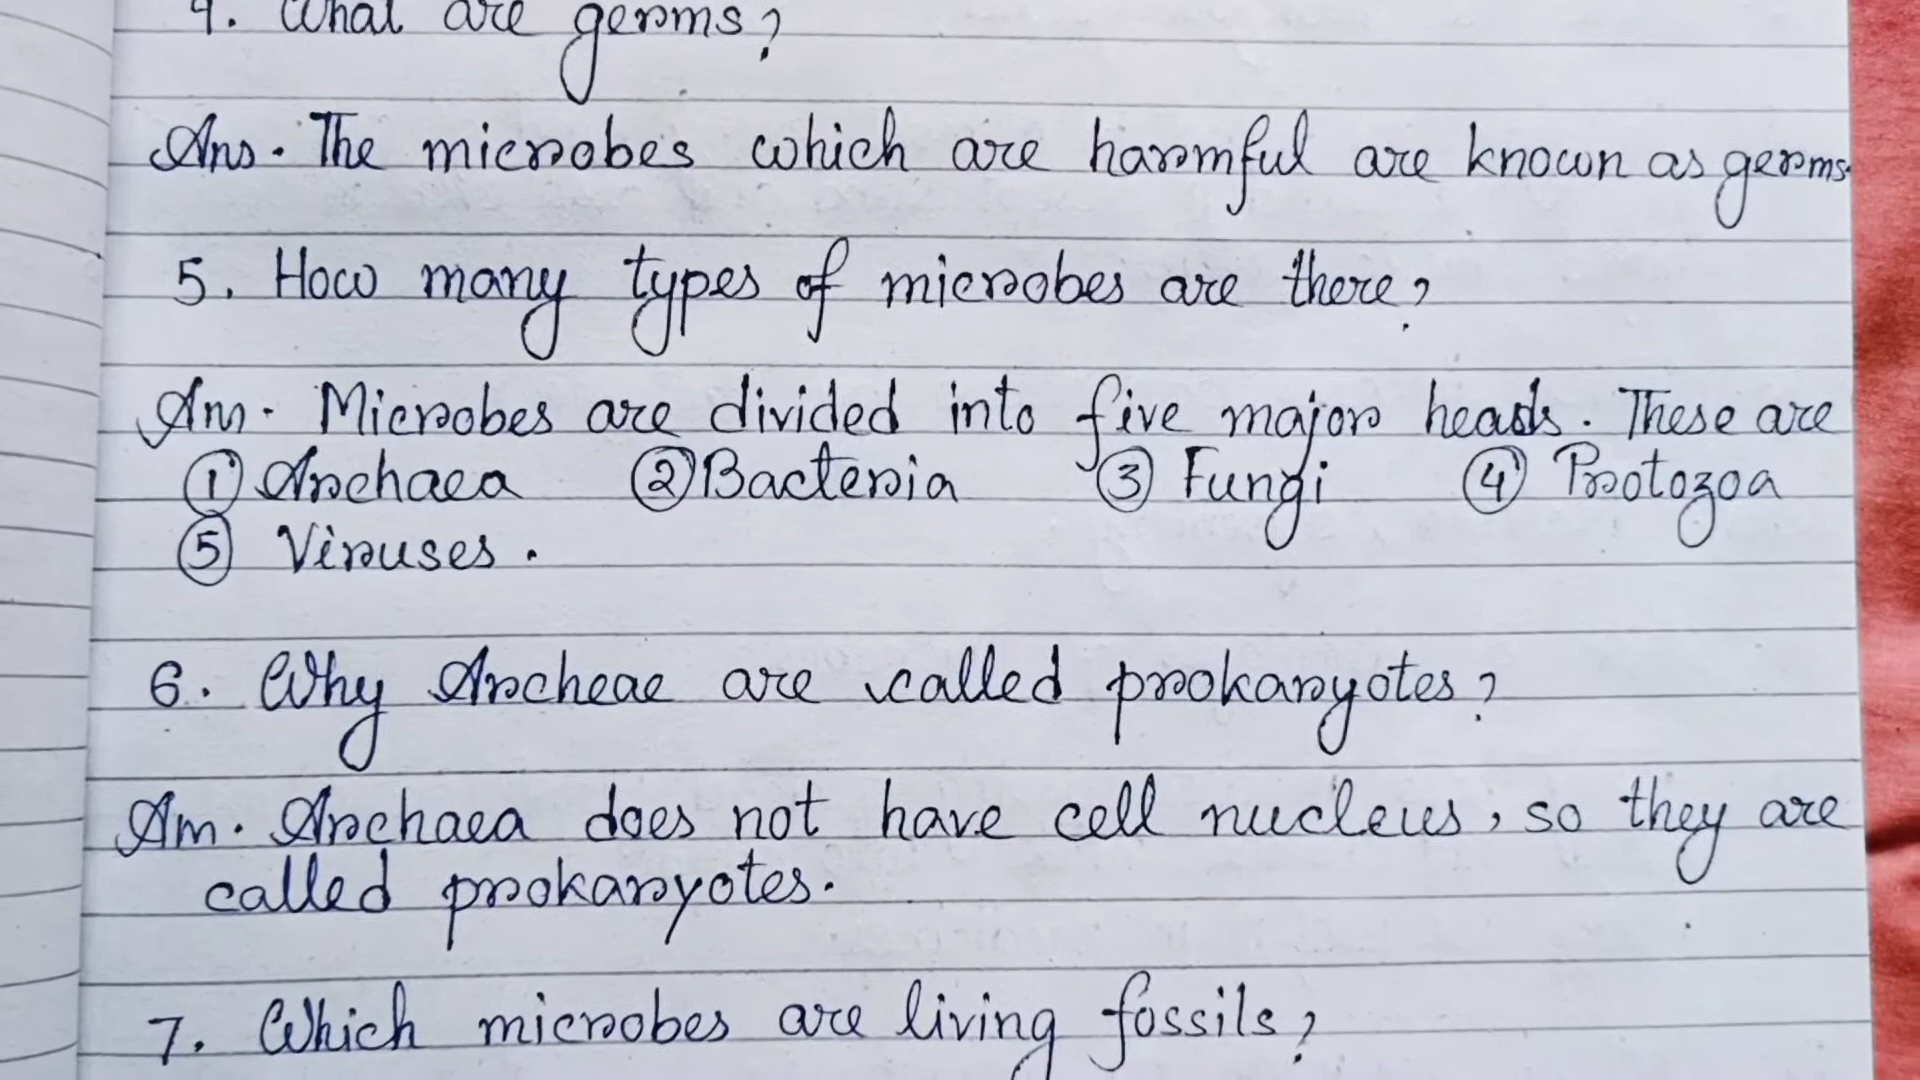 4. What are germs?
Ans. The microbes which are harmful are known as germs.
5. How many types of microbes are there?
Ans. Microbes are divided into five major heads. These are
① Archaea ② Bacteria ③ Fungi ④ Protozoa
⑤ Viruses.
6. Why Archeae are called prokaryotes?
Ans. Archaea does not have cell nucleus, so they are
called prokaryotes.
7. Which microbes are living fossils?